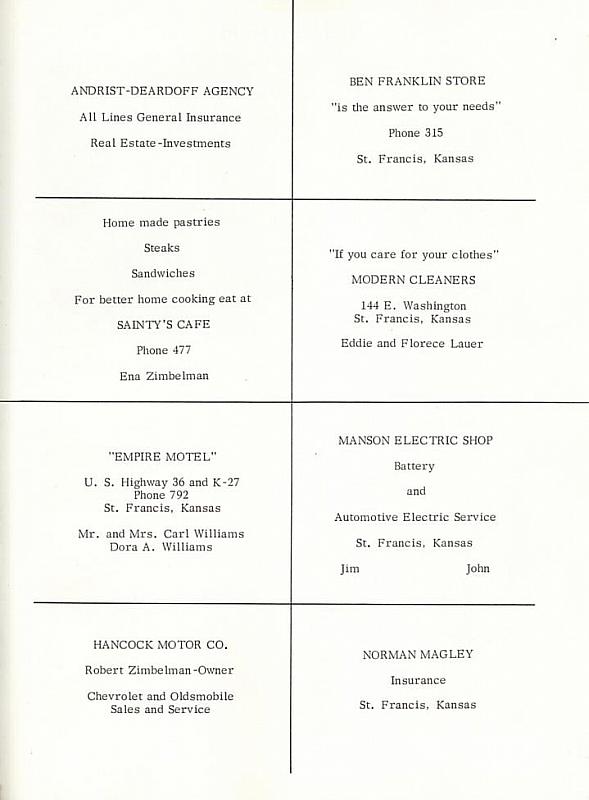 ANDRIST-DEARDOFF AGENCY
All Lines General Insurance
Real Estate-Investments
BEN FRANKLIN STORE
"is the answer to your needs"
Phone 315
St. Francis, Kansas
Home made pastries
Steaks
Sandwiches
For better home cooking eat at
SAINTY'S CAFE
Phone 477
Ena Zimbelman
"If you care for your clothes"
MODERN CLEANERS
144 E. Washington
St. Francis, Kansas
Eddie and Florece Lauer
"EMPIRE MOTEL"
U. S. Highway 36 and K-27
Phone 792
St. Francis, Kansas
Mr. and Mrs. Carl Williams
Dora A. Williams
MANSON ELECTRIC SHOP
Battery
and
Automotive Electric Service
St. Francis, Kansas
Jim John
HANCOCK MOTOR CO.
Robert Zimbelman-Owner
Chevrolet and Oldsmobile
Sales and Service
NORMAN MAGLEY
Insurance
St. Francis, Kansas